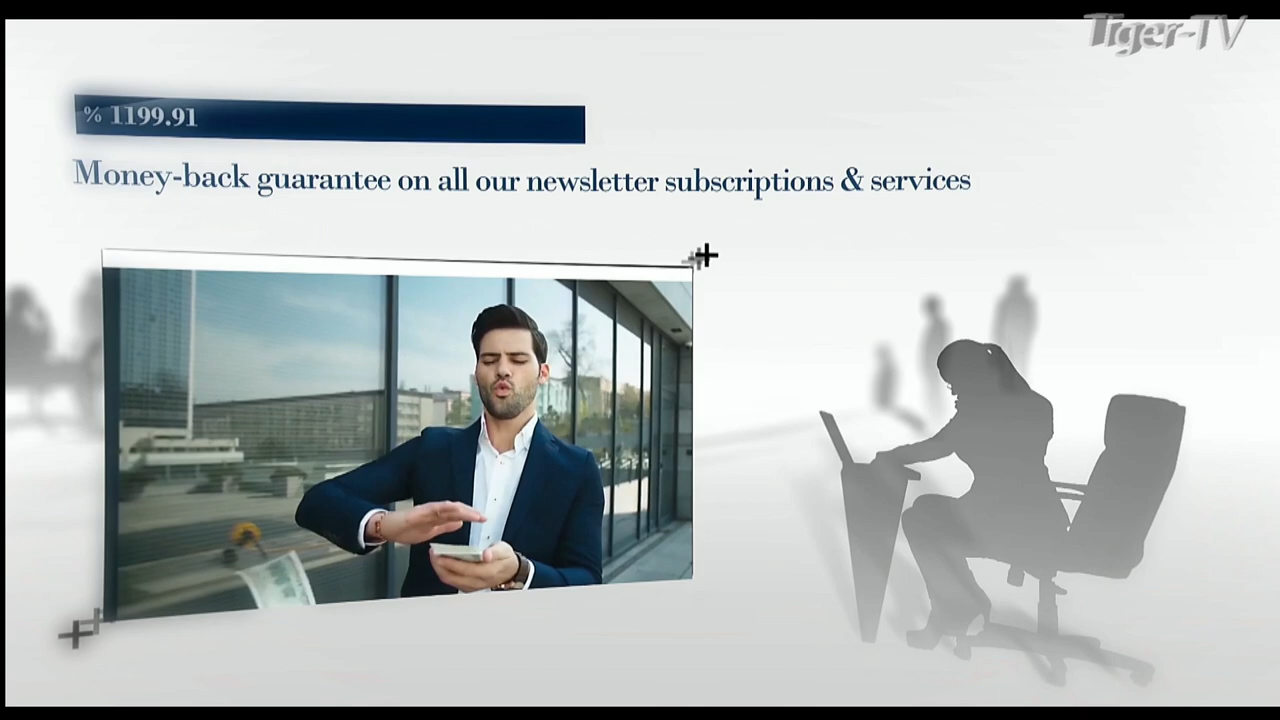 Tiger-TV
% 1199.91
Money-back guarantee on all our newsletter subscriptions & services